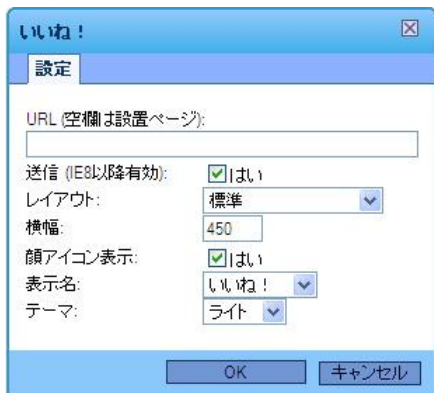 いいね！
設定
URL (空欄は設置ページ):
送信 (IE8以降有効): はい
レイアウト: 標準
横幅: 450
顔アイコン表示: はい
表示名: いいね！
テーマ: ライト
OK キャンセル